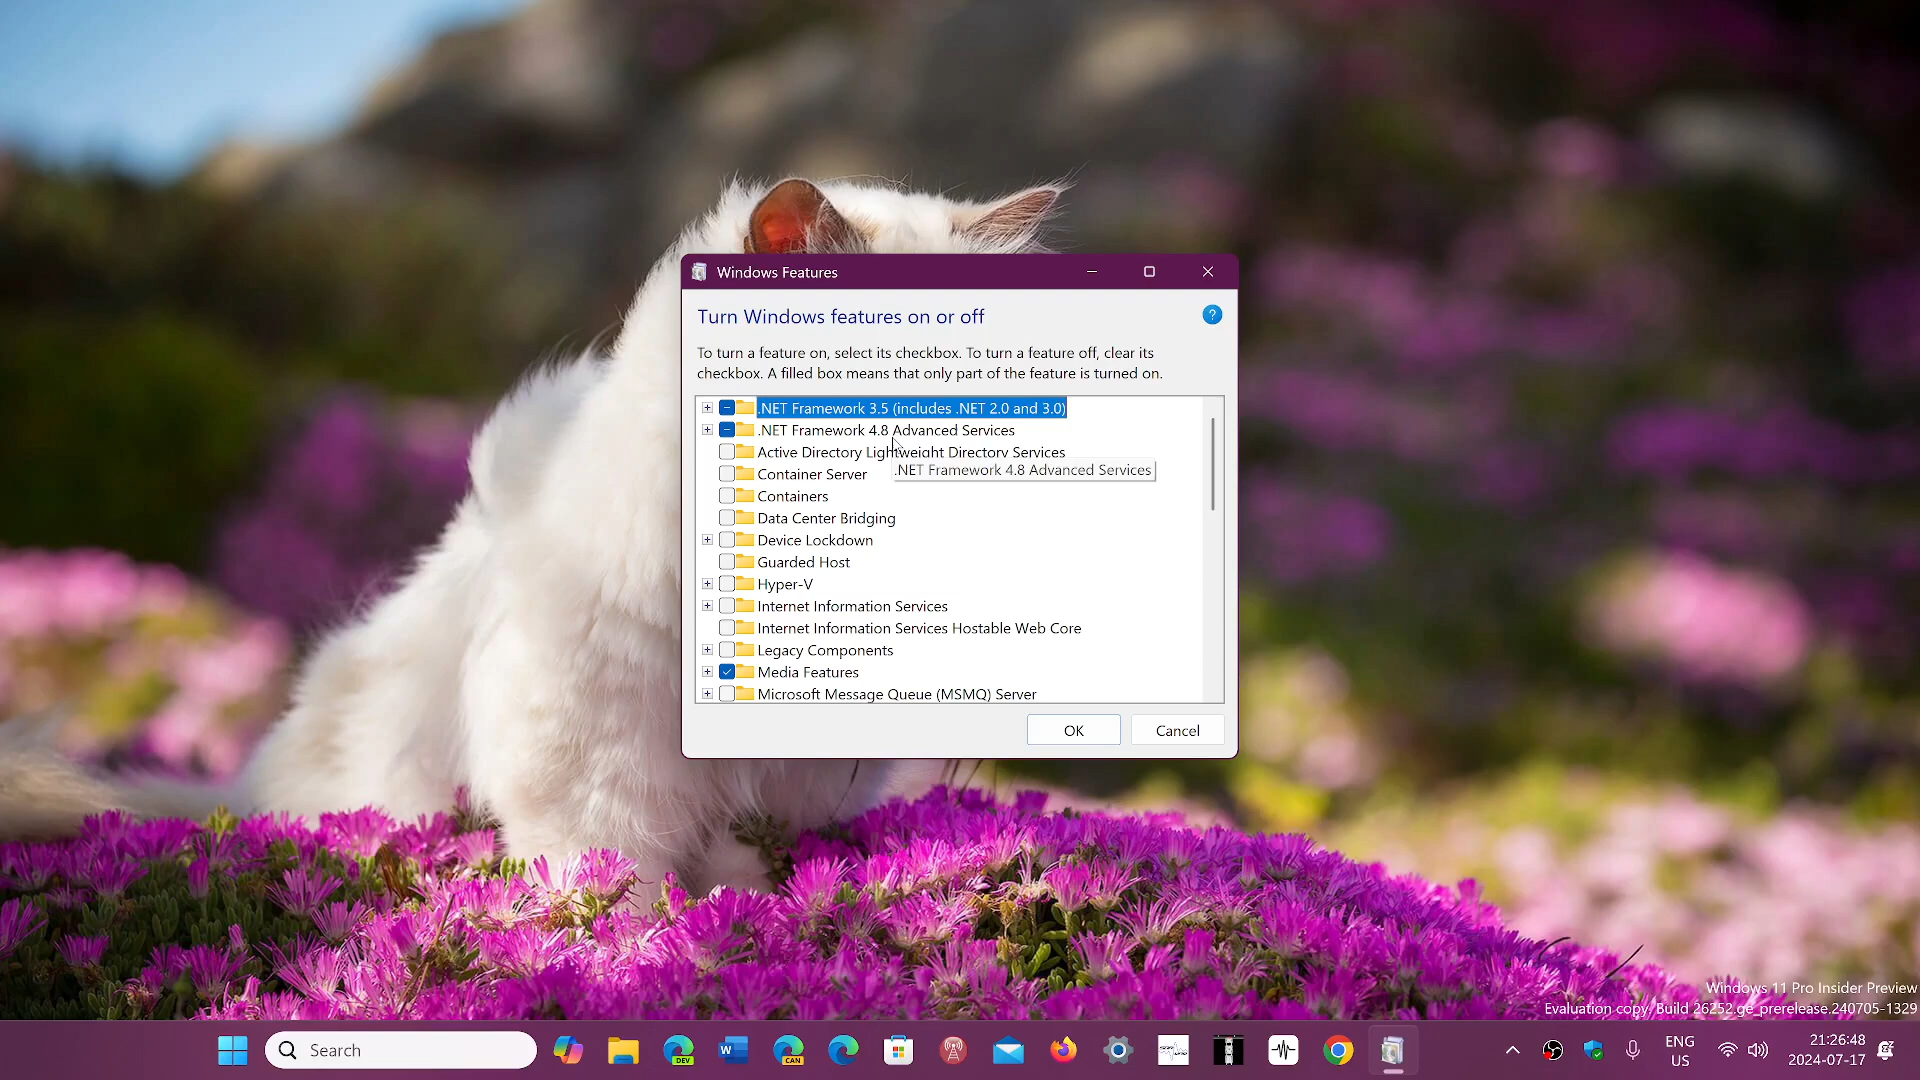 Windows Features
Turn Windows features on or off
?
To turn a feature on, select its checkbox. To turn a feature off, clear its
checkbox. A filled box means that only part of the feature is turned on.
.NET Framework 3.5 (includes .NET 2.0 and 3.0)
.NET Framework 4.8 Advanced Services
Active Directory Lightweight Directory Services
.NET Framework 4.8 Advanced Services
Container Server
Containers
Data Center Bridging
Device Lockdown
Guarded Host
Hyper-V
Internet Information Services
Internet Information Services Hostable Web Core
Legacy Components
Media Features
Microsoft Message Queue (MSMQ) Server
OK
Cancel
Windows 11 Pro Insider Preview
Evaluation copy. Build 26252.ge_prerelease.240705-1329
Search
DEV
W
CAN
ENG
US
21:26:48
2024-07-17